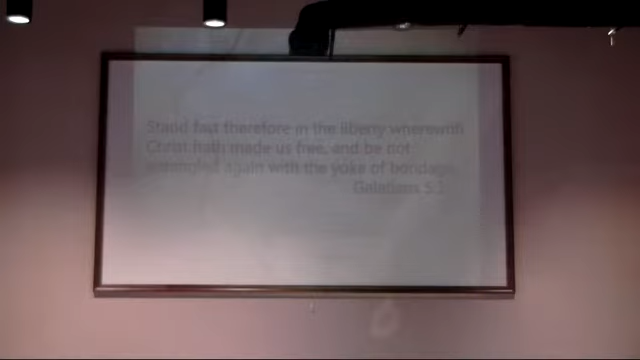 Stand fast therefore in the liberty wherewith
Christ hath made us free, and be not
entangled again with the yoke of bondage.
Galatians 5:1